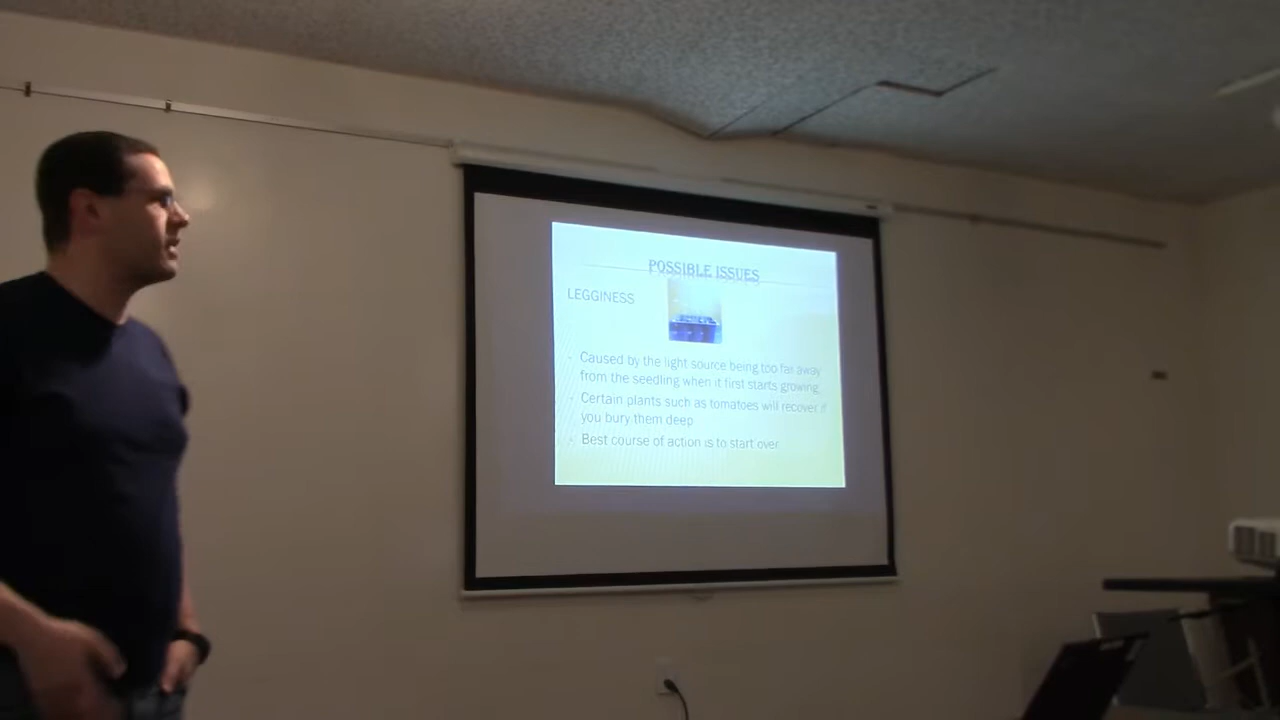 POSSIBLE ISSUES
LEGGINESS
- Caused by the light source being too far away
from the seedling when it first starts growing.
- Certain plants such as tomatoes will recover if
you bury them deep
- Best course of action is to start over